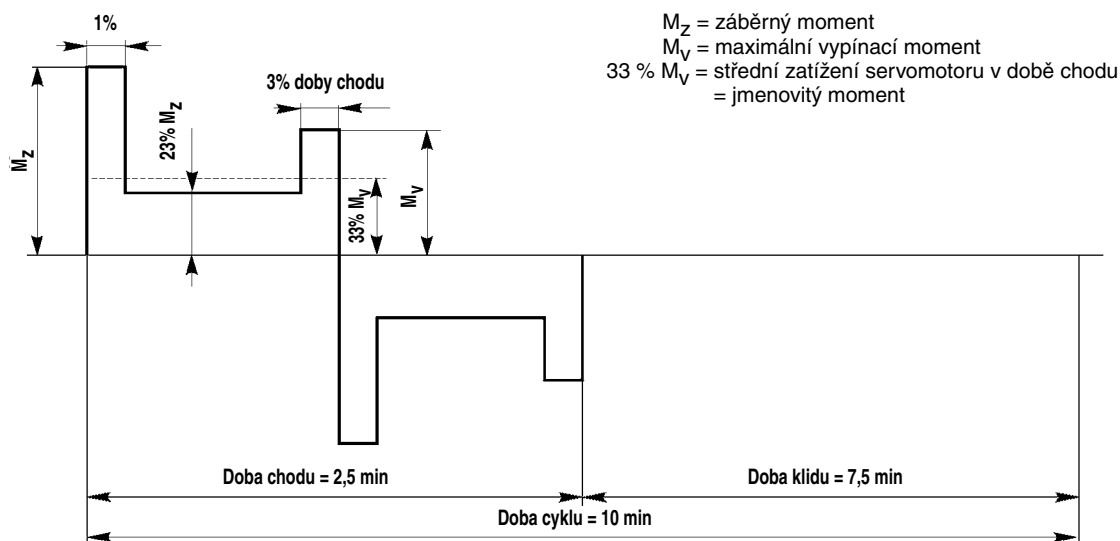 1%
M_Z = záběrný moment
M_V = maximální vypínací moment
33 % M_V = střední zatížení servomotoru v době chodu
= jmenovitý moment
3% doby chodu
M_Z
23% M_Z
33% M_V
M_V
Doba chodu = 2,5 min
Doba klidu = 7,5 min
Doba cyklu = 10 min